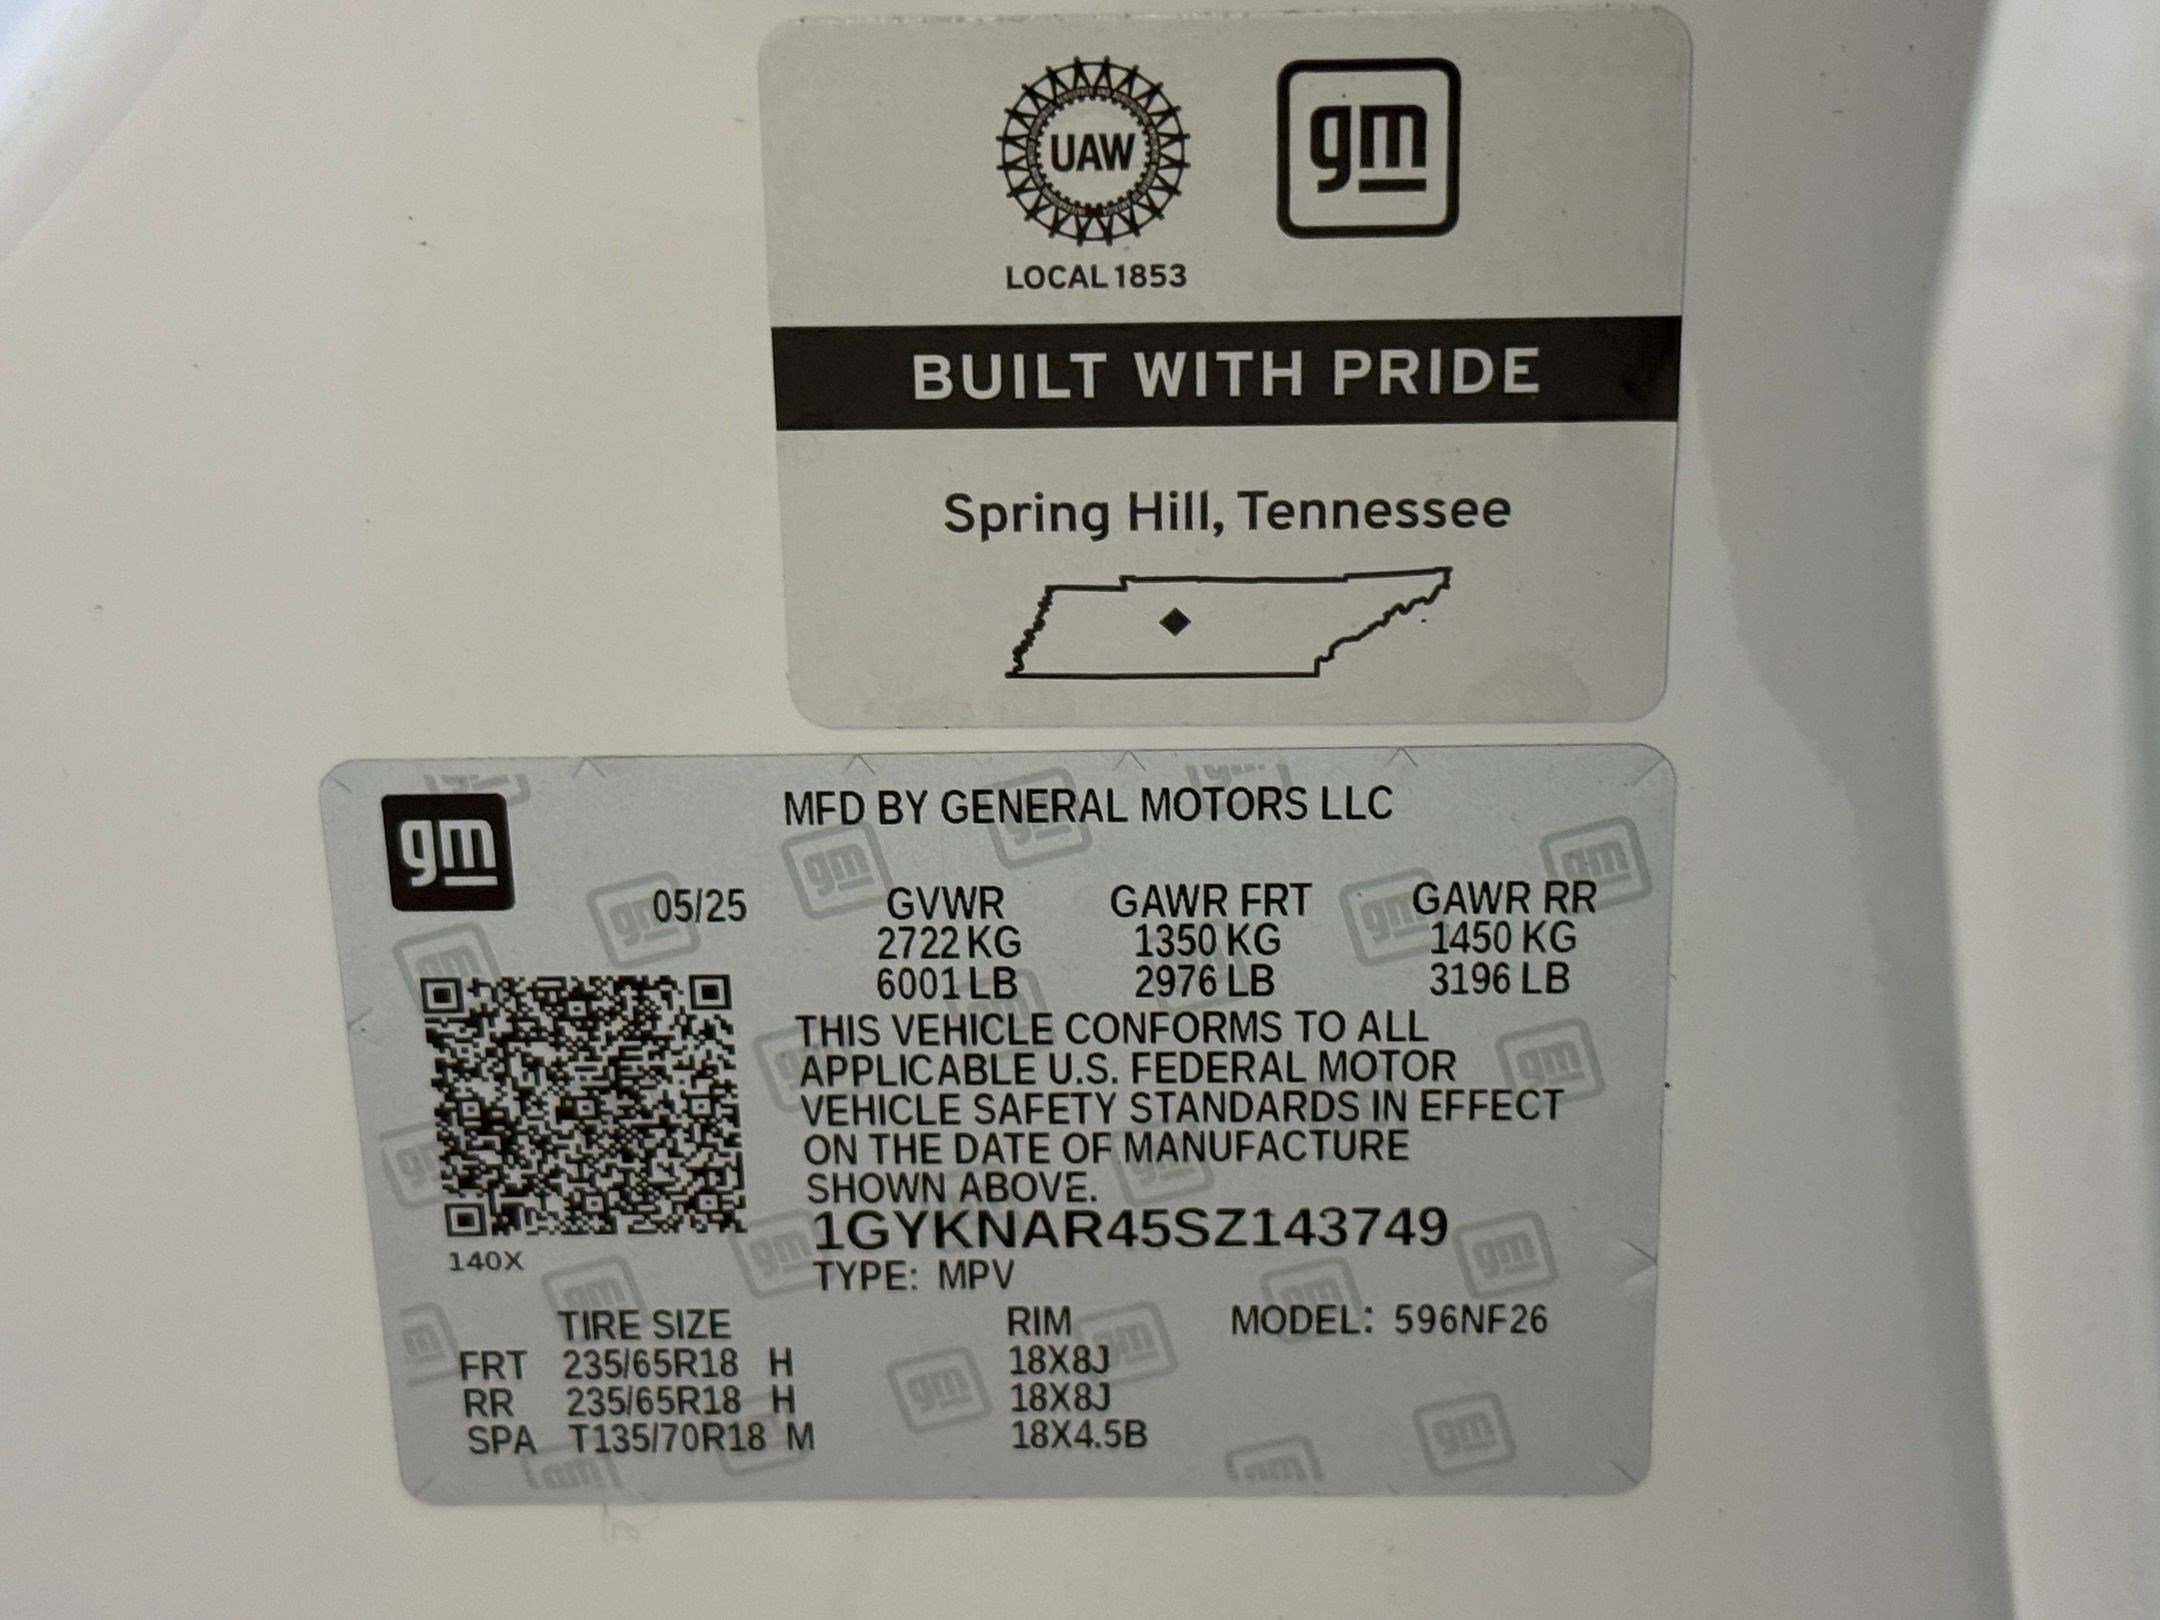 UAW
gm
LOCAL 1853
BUILT WITH PRIDE
Spring Hill, Tennessee
gm
MFD BY GENERAL MOTORS LLC
05/25
GVWR GAWR FRT GAWR RR
2722 KG 1350 KG 1450 KG
6001 LB 2976 LB 3196 LB
THIS VEHICLE CONFORMS TO ALL
APPLICABLE U.S. FEDERAL MOTOR
VEHICLE SAFETY STANDARDS IN EFFECT
ON THE DATE OF MANUFACTURE
SHOWN ABOVE.
1GYKNAR45SZ143749
140X
TYPE: MPV
TIRE SIZE RIM MODEL: 596NF26
FRT 235/65R18 H 18X8J
RR 235/65R18 H 18X8J
SPA T135/70R18 M 18X4.5B